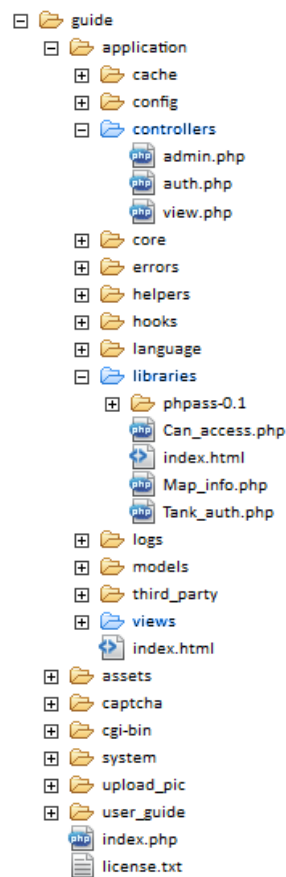 guide
application
cache
config
controllers
php admin.php
php auth.php
php view.php
core
errors
helpers
hooks
language
libraries
phpass-0.1
php Can_access.php
index.html
php Map_info.php
php Tank_auth.php
logs
models
third_party
views
index.html
assets
captcha
cgi-bin
system
upload_pic
user_guide
php index.php
license.txt